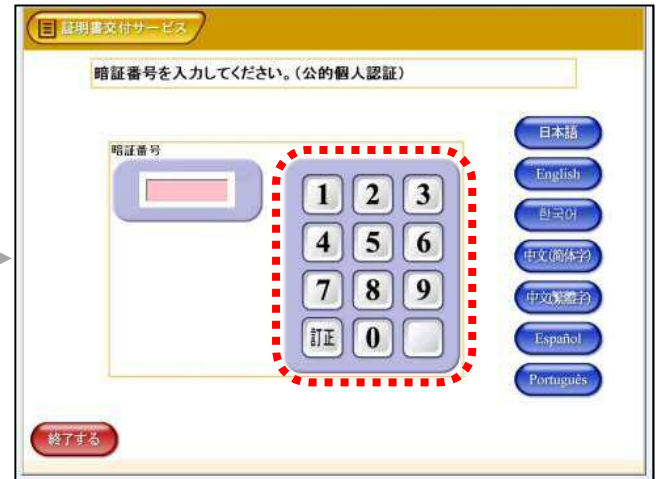 証明書交付サービス
暗証番号を入力してください。(公的個人認証)
暗証番号
1 2 3
4 5 6
7 8 9
訂正 0
日本語
English
한국어
中文(简体字)
中文(繁體字)
Español
Português
終了する